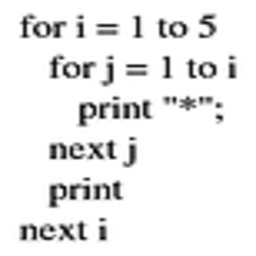 for i = 1 to 5
for j = 1 to i
print "*";
next j
print
next i